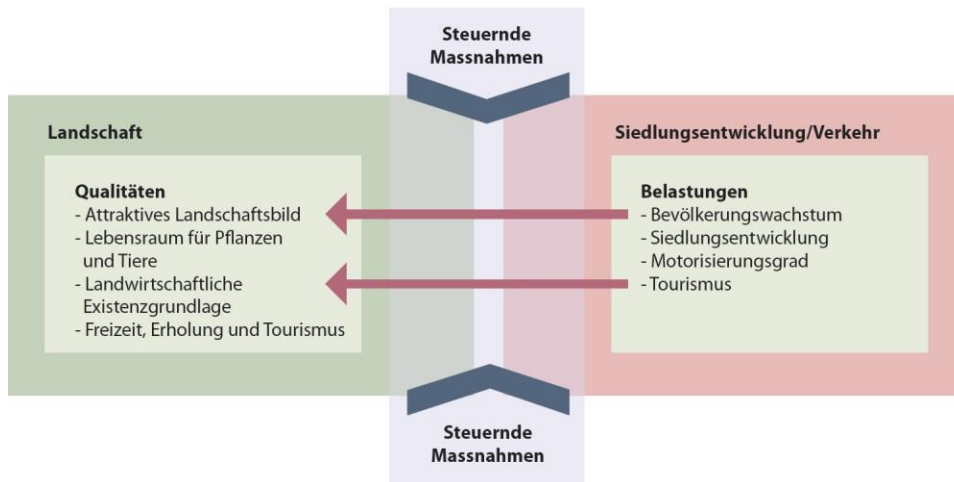 Steuernde
Massnahmen
Landschaft
Qualitäten
- Attraktives Landschaftsbild
- Lebensraum für Pflanzen
und Tiere
- Landwirtschaftliche
Existenzgrundlage
- Freizeit, Erholung und Tourismus
Siedlungsentwicklung/Verkehr
Belastungen
- Bevölkerungswachstum
- Siedlungsentwicklung
- Motorisierungsgrad
- Tourismus
Steuernde
Massnahmen